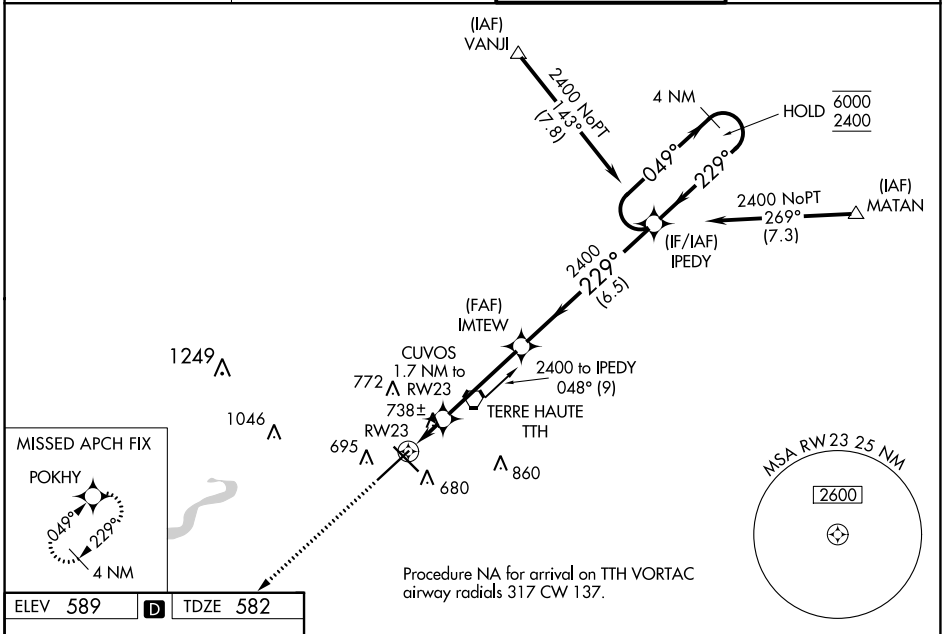 (IAF)
VANJI
2400 NoPT
143°
(7.8)
4 NM
HOLD
6000
2400
049°
229°
2400 NoPT
269°
(7.3)
(IAF)
MATAN
(IF/IAF)
IPEDY
2400
229°
(6.5)
(FAF)
IMTEW
1249
CUVOS
1.7 NM to
RW23
772
2400 to IPEDY
048° (9)
738±
TERRE HAUTE
TTH
1046
RW23
695
680
860
MISSED APCH FIX
POKHY
049°
229°
4 NM
MSA RW 23 25 NM
2600
Procedure NA for arrival on TTH VORTAC
airway radials 317 CW 137.
ELEV 589 D TDZE 582